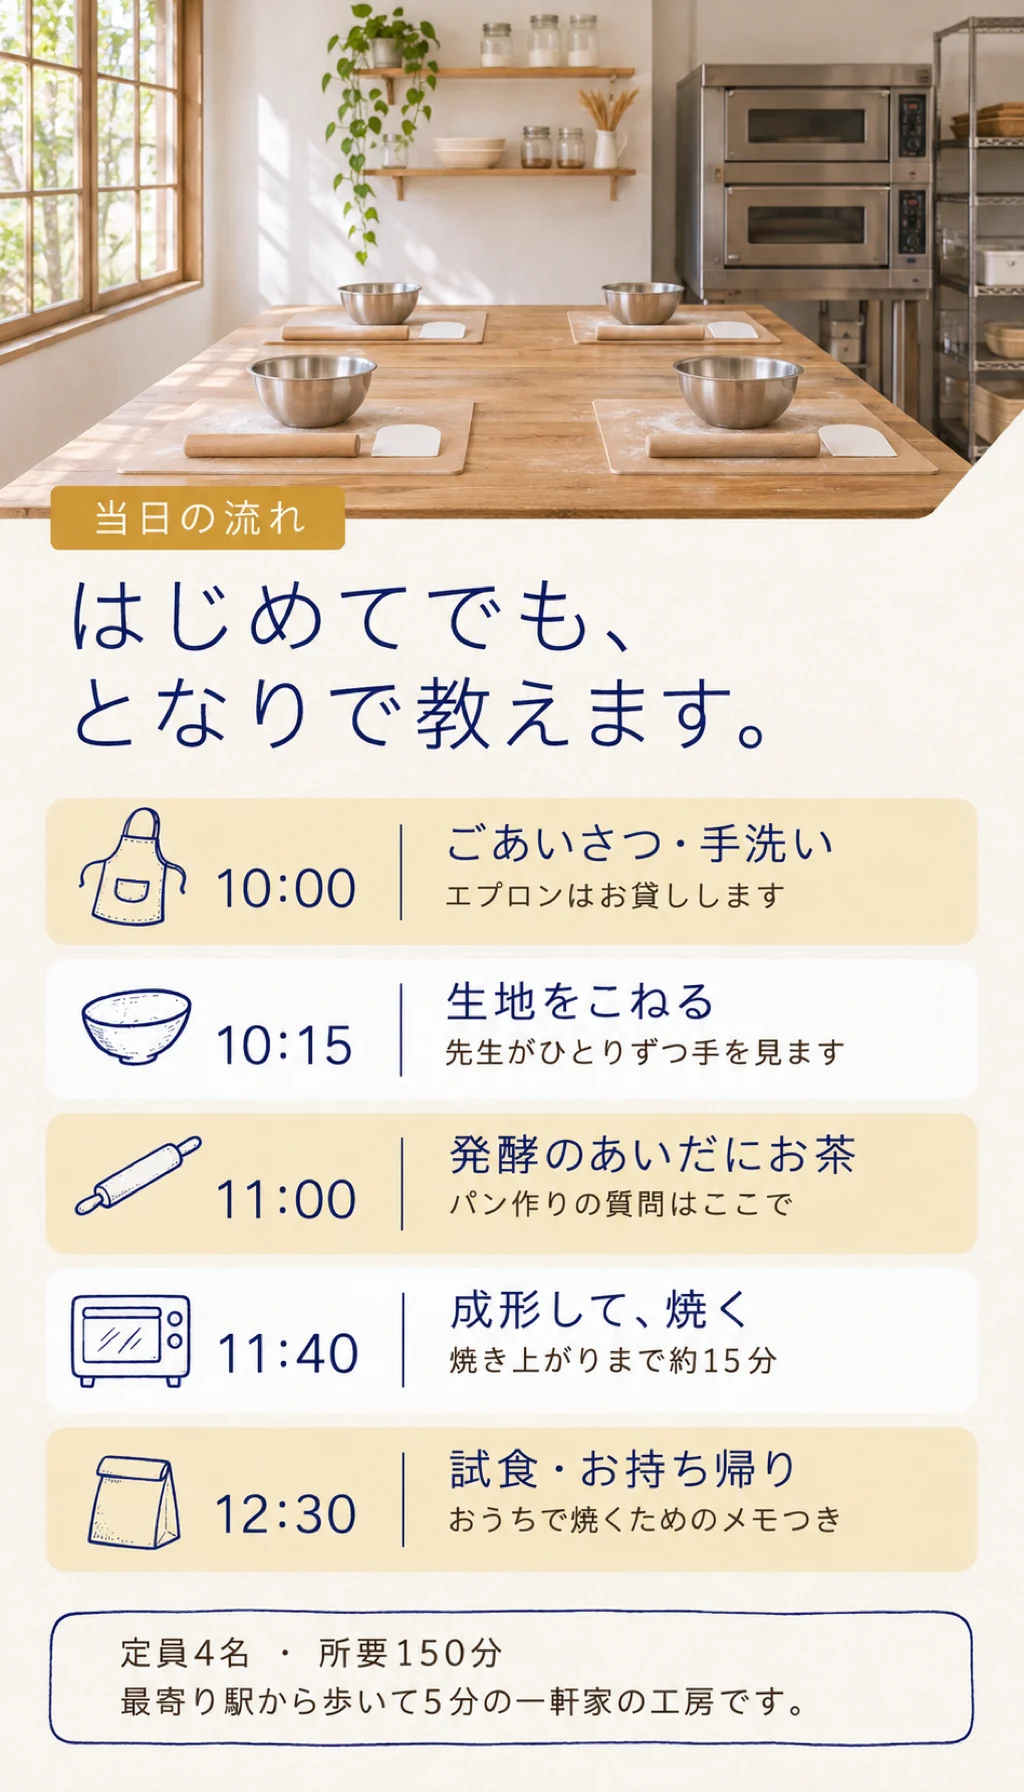 当日の流れ
はじめてでも、
となりで教えます。
10:00
ごあいさつ・手洗い
エプロンはお貸しします
10:15
生地をこねる
先生がひとりずつ手を見ます
11:00
発酵のあいだにお茶
パン作りの質問はここで
11:40
成形して、焼く
焼き上がりまで約15分
12:30
試食・お持ち帰り
おうちで焼くためのメモつき
定員4名 ・ 所要150分
最寄り駅から歩いて5分の一軒家の工房です。